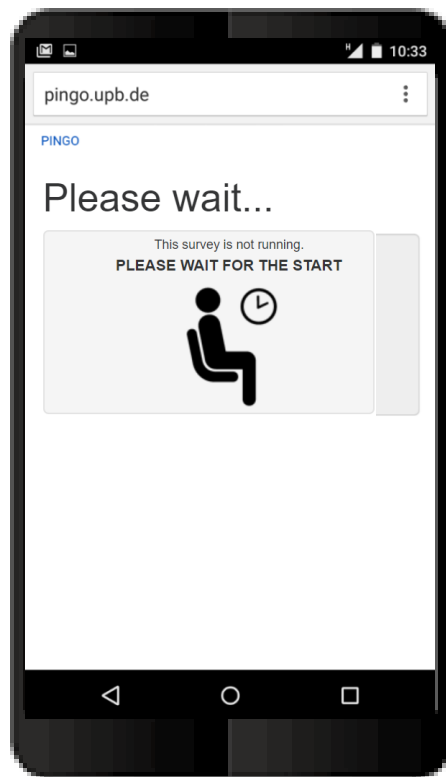 H 10:33
pingo.upb.de
PINGO
Please wait...
This survey is not running.
PLEASE WAIT FOR THE START